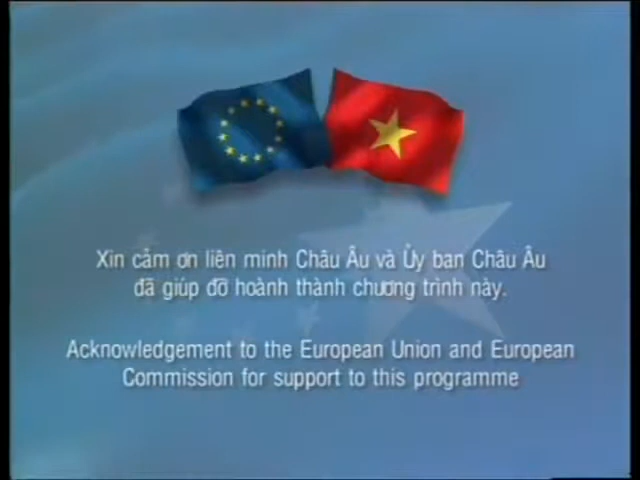 Xin cảm ơn liên minh Châu Âu và Ủy ban Châu Âu
đã giúp đỡ hoành thành chương trình này.
Acknowledgement to the European Union and European
Commission for support to this programme